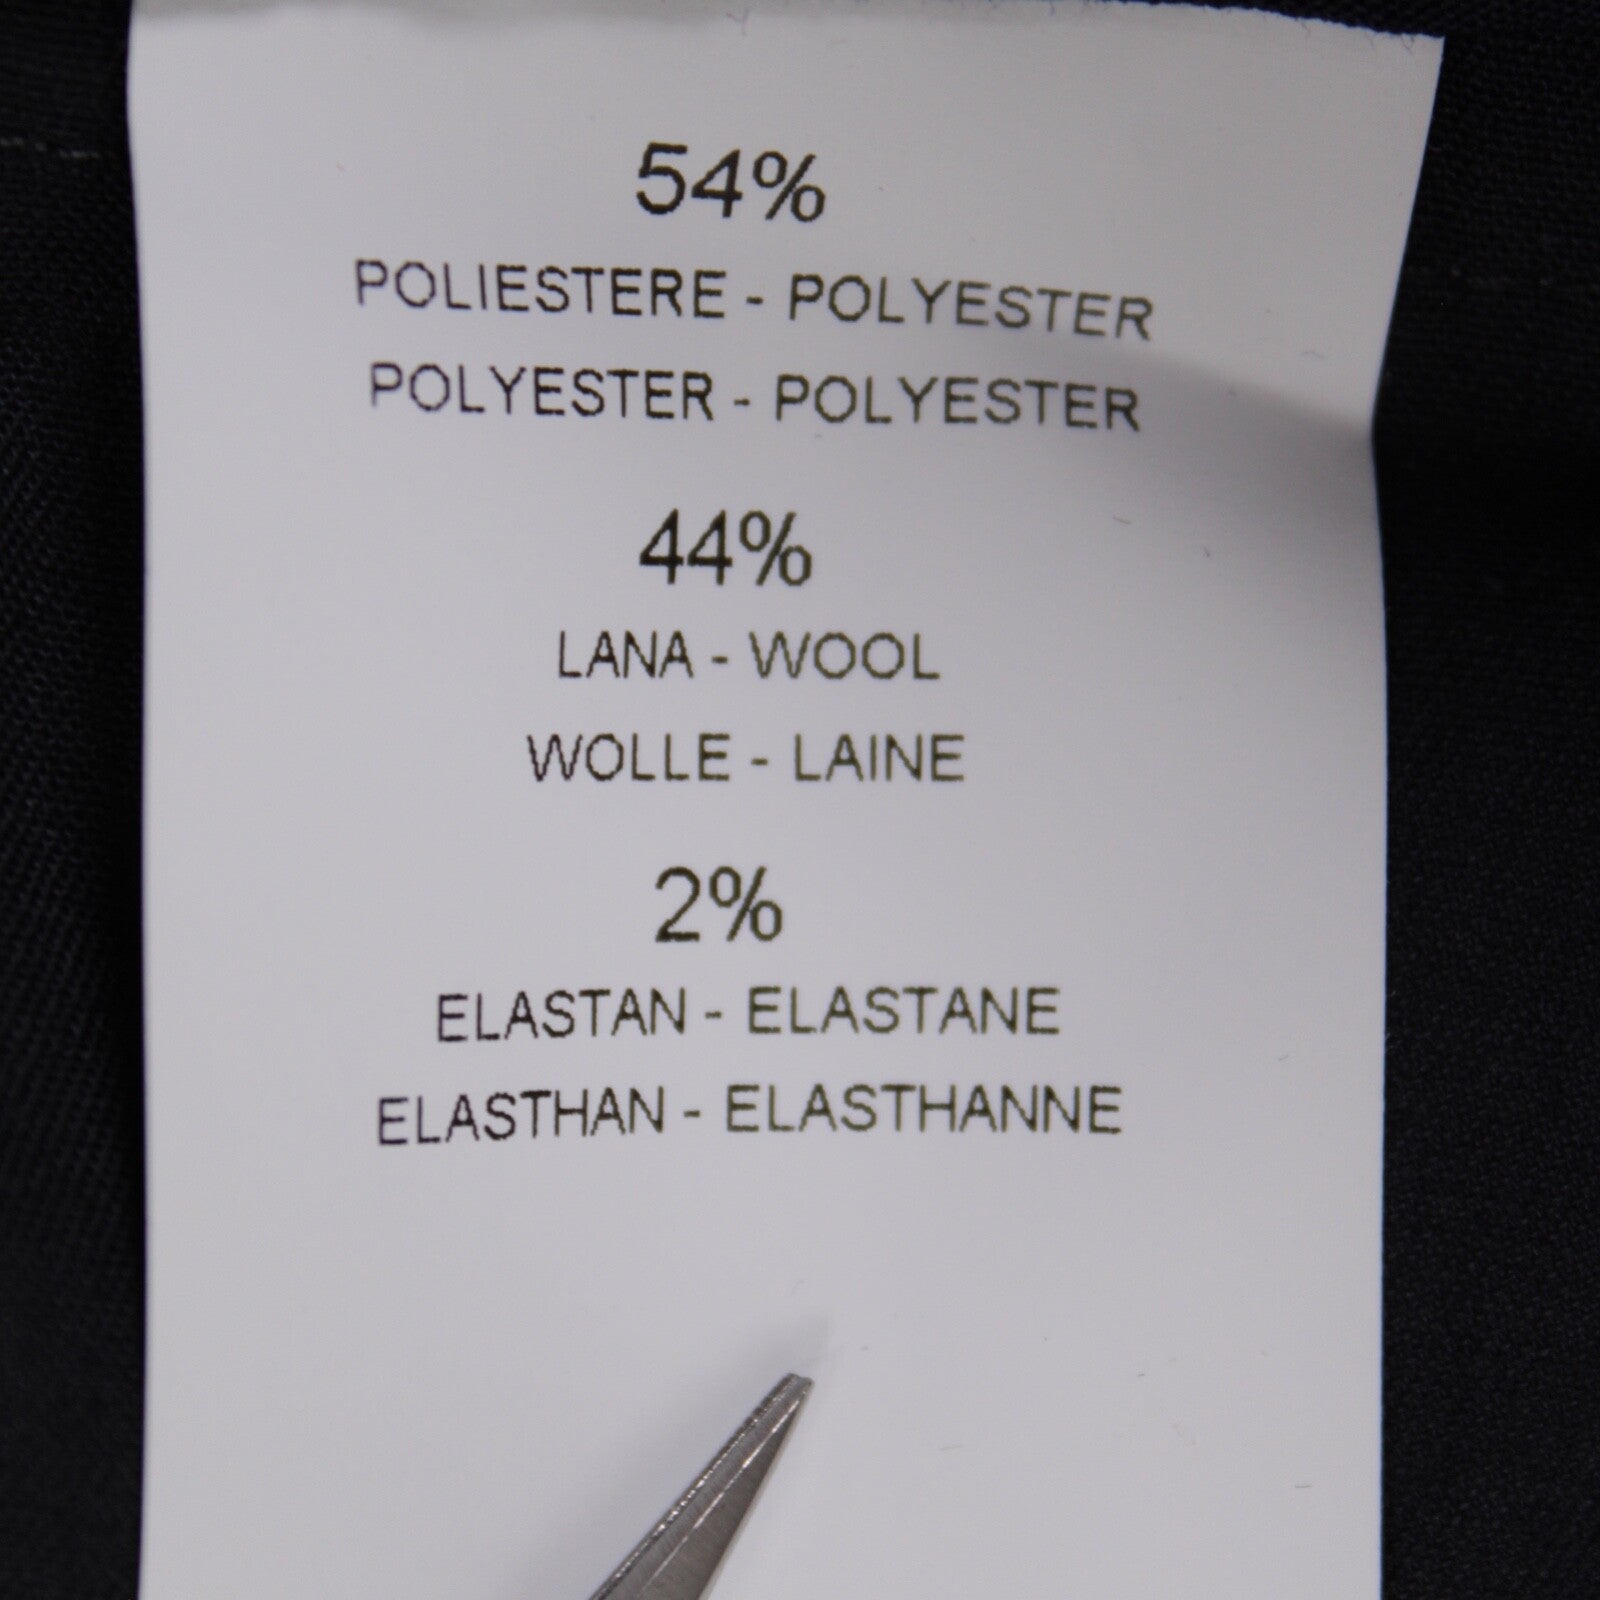 54%
POLIESTERE - POLYESTER
POLYESTER - POLYESTER
44%
LANA - WOOL
WOLLE - LAINE
2%
ELASTAN - ELASTANE
ELASTHAN - ELASTHANNE